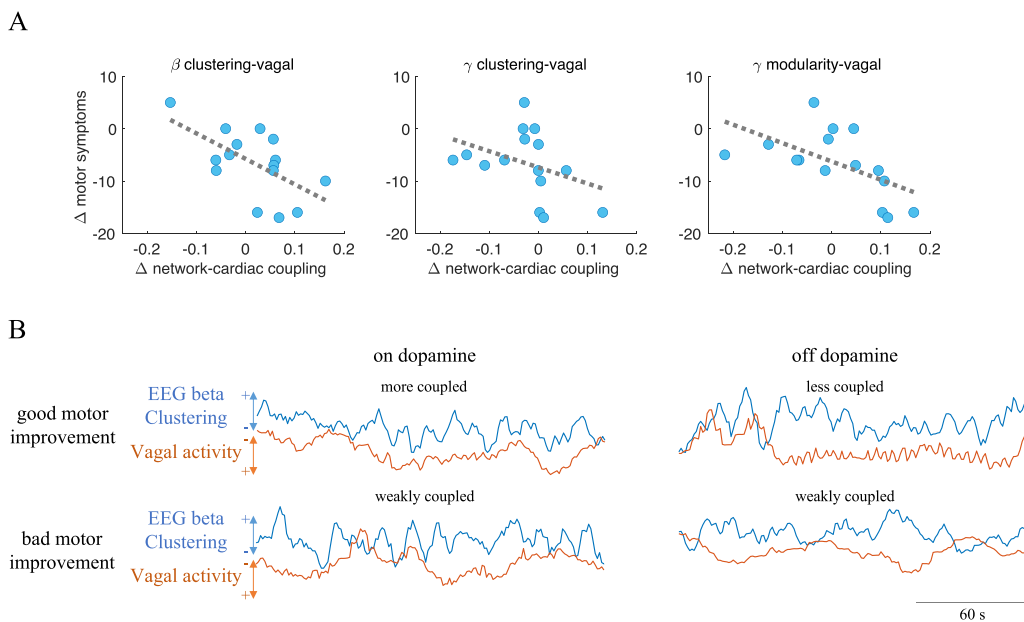 A
β clustering-vagal
γ clustering-vagal
γ modularity-vagal
Δ motor symptoms
10
0
-10
-20
10
0
-10
-20
10
0
-10
-20
-0.2 -0.1 0 0.1 0.2
-0.2 -0.1 0 0.1 0.2
-0.2 -0.1 0 0.1 0.2
Δ network-cardiac coupling
Δ network-cardiac coupling
Δ network-cardiac coupling
B
on dopamine
off dopamine
more coupled
less coupled
good motor
improvement
EEG beta
Clustering
Vagal activity
+
-
-
+
weakly coupled
weakly coupled
bad motor
improvement
EEG beta
Clustering
Vagal activity
+
-
-
+
60 s